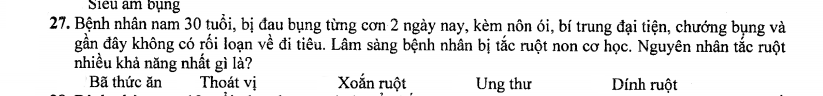 Siêu âm bụng
27. Bệnh nhân nam 30 tuổi, bị đau bụng từng cơn 2 ngày nay, kèm nôn ói, bí trung đại tiện, chướng bụng và
gần đây không có rối loạn về đi tiêu. Lâm sàng bệnh nhân bị tắc ruột non cơ học. Nguyên nhân tắc ruột
nhiều khả năng nhất gì là?
Bã thức ăn Thoát vị Xoắn ruột Ung thư Dính ruột